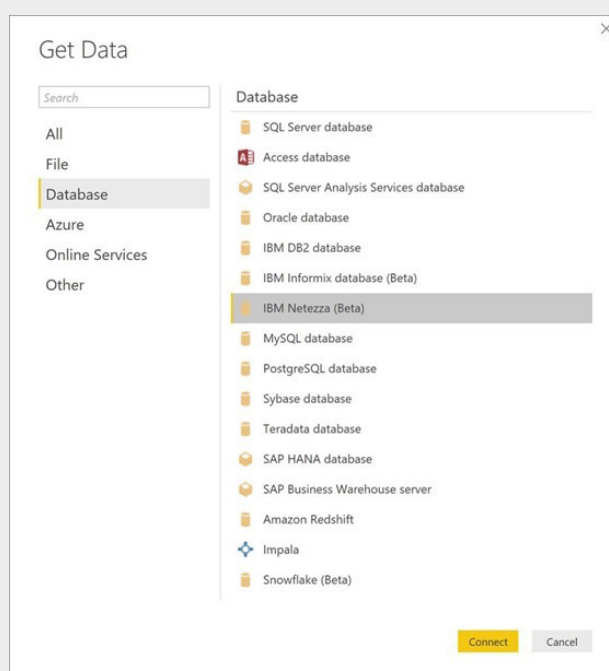 Get Data
Search
All
File
Database
Azure
Online Services
Other
Database
SQL Server database
Access database
SQL Server Analysis Services database
Oracle database
IBM DB2 database
IBM Informix database (Beta)
IBM Netezza (Beta)
MySQL database
PostgreSQL database
Sybase database
Teradata database
SAP HANA database
SAP Business Warehouse server
Amazon Redshift
Impala
Snowflake (Beta)
Connect
Cancel